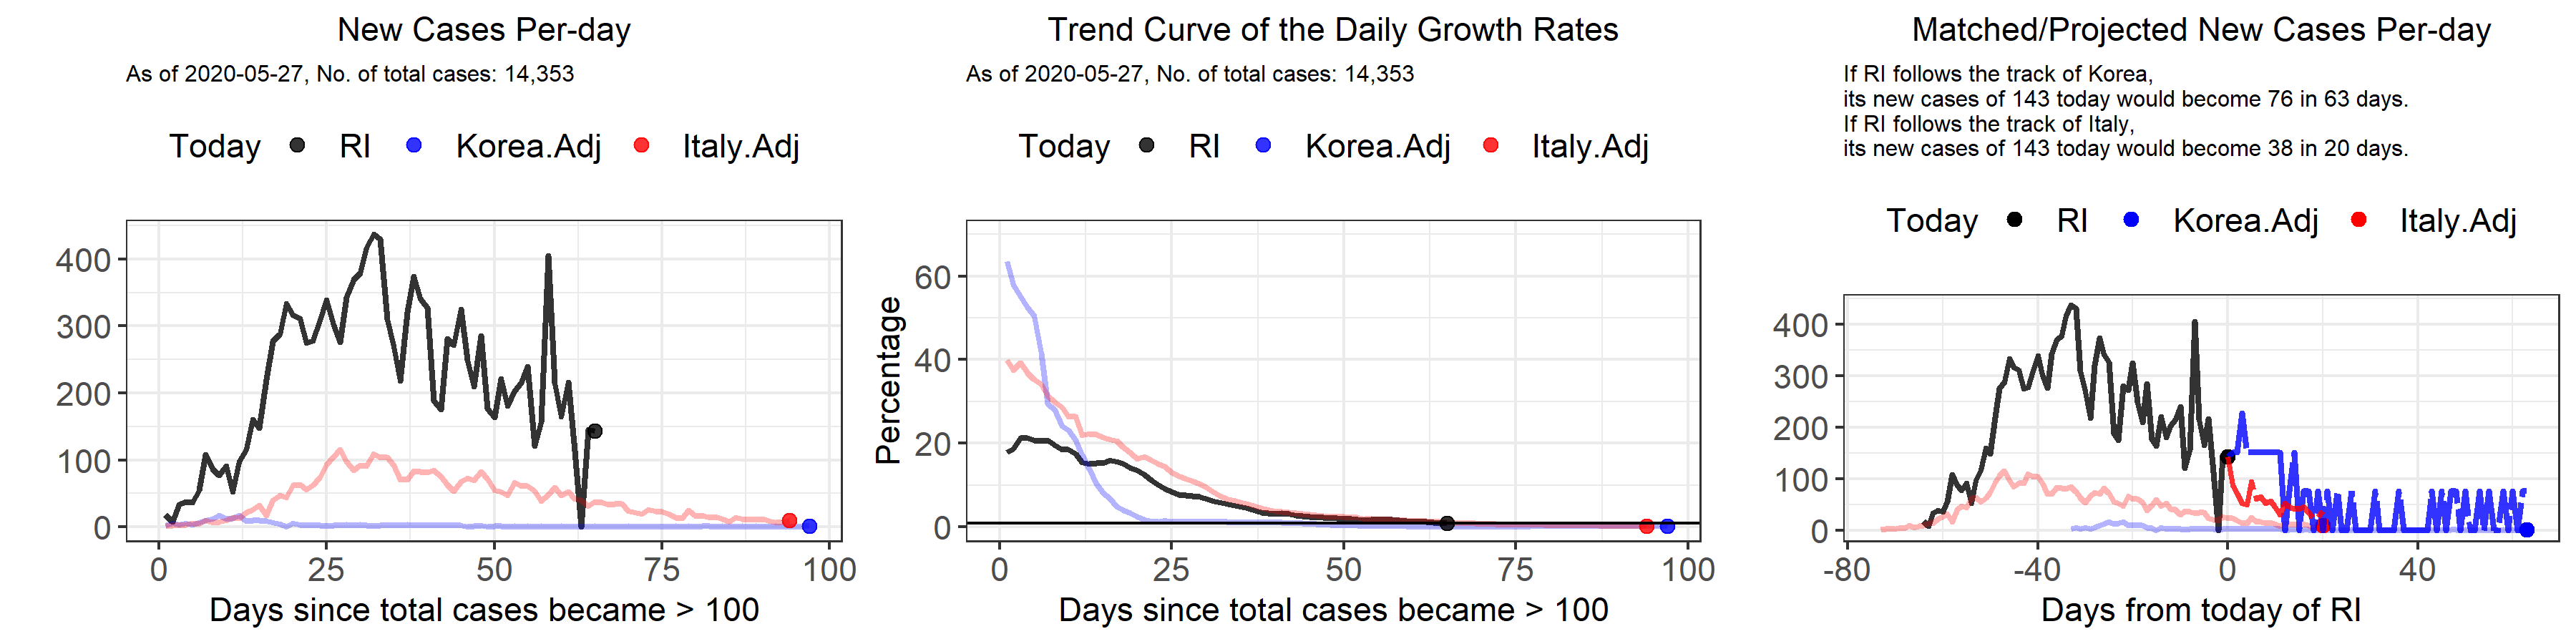 New Cases Per-day
As of 2020-05-27, No. of total cases: 14,353
Today RI Korea.Adj Italy.Adj
400
300
200
100
0
0 25 50 75 100
Days since total cases became > 100
Trend Curve of the Daily Growth Rates
As of 2020-05-27, No. of total cases: 14,353
Today RI Korea.Adj Italy.Adj
Percentage
60
40
20
0
0 25 50 75 100
Days since total cases became > 100
Matched/Projected New Cases Per-day
If RI follows the track of Korea,
its new cases of 143 today would become 76 in 63 days.
If RI follows the track of Italy,
its new cases of 143 today would become 38 in 20 days.
Today RI Korea.Adj Italy.Adj
400
300
200
100
0
-80 -40 0 40
Days from today of RI